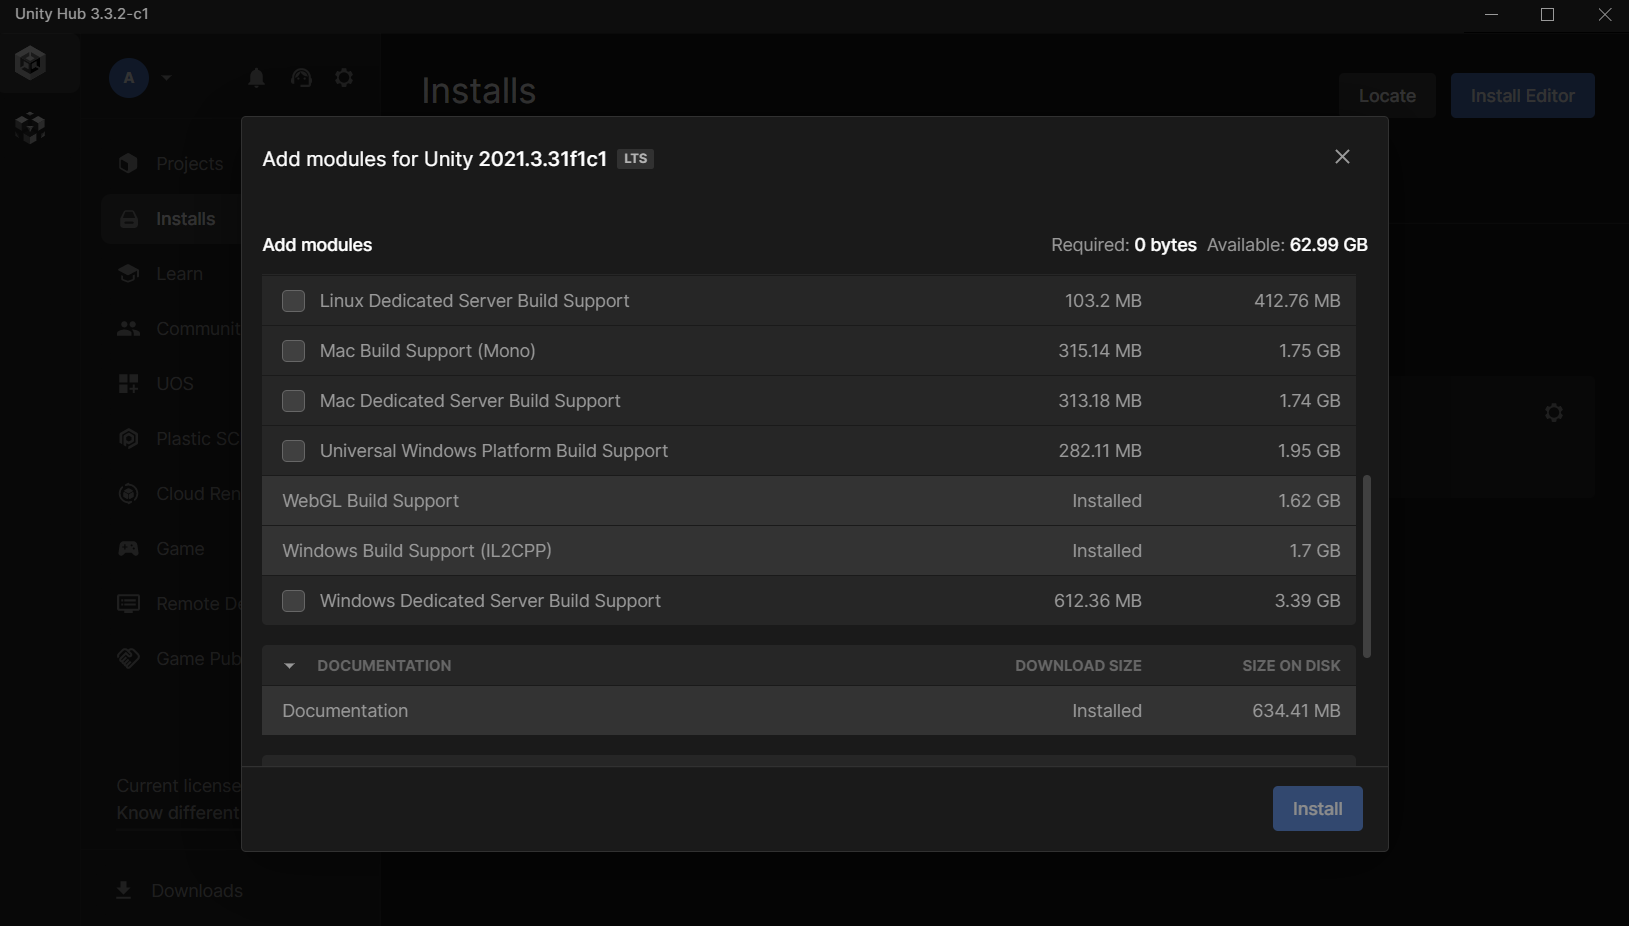 Unity Hub 3.3.2-c1
A
Installs
Locate
Install Editor
Projects
Installs
Learn
Communit
UOS
Plastic SC
Cloud Ren
Game
Remote De
Game Pub
Current license
Know different
Downloads
Add modules for Unity 2021.3.31f1c1 LTS
Add modules
Required: 0 bytes Available: 62.99 GB
Linux Dedicated Server Build Support 103.2 MB 412.76 MB
Mac Build Support (Mono) 315.14 MB 1.75 GB
Mac Dedicated Server Build Support 313.18 MB 1.74 GB
Universal Windows Platform Build Support 282.11 MB 1.95 GB
WebGL Build Support Installed 1.62 GB
Windows Build Support (IL2CPP) Installed 1.7 GB
Windows Dedicated Server Build Support 612.36 MB 3.39 GB
DOCUMENTATION DOWNLOAD SIZE SIZE ON DISK
Documentation Installed 634.41 MB
Install